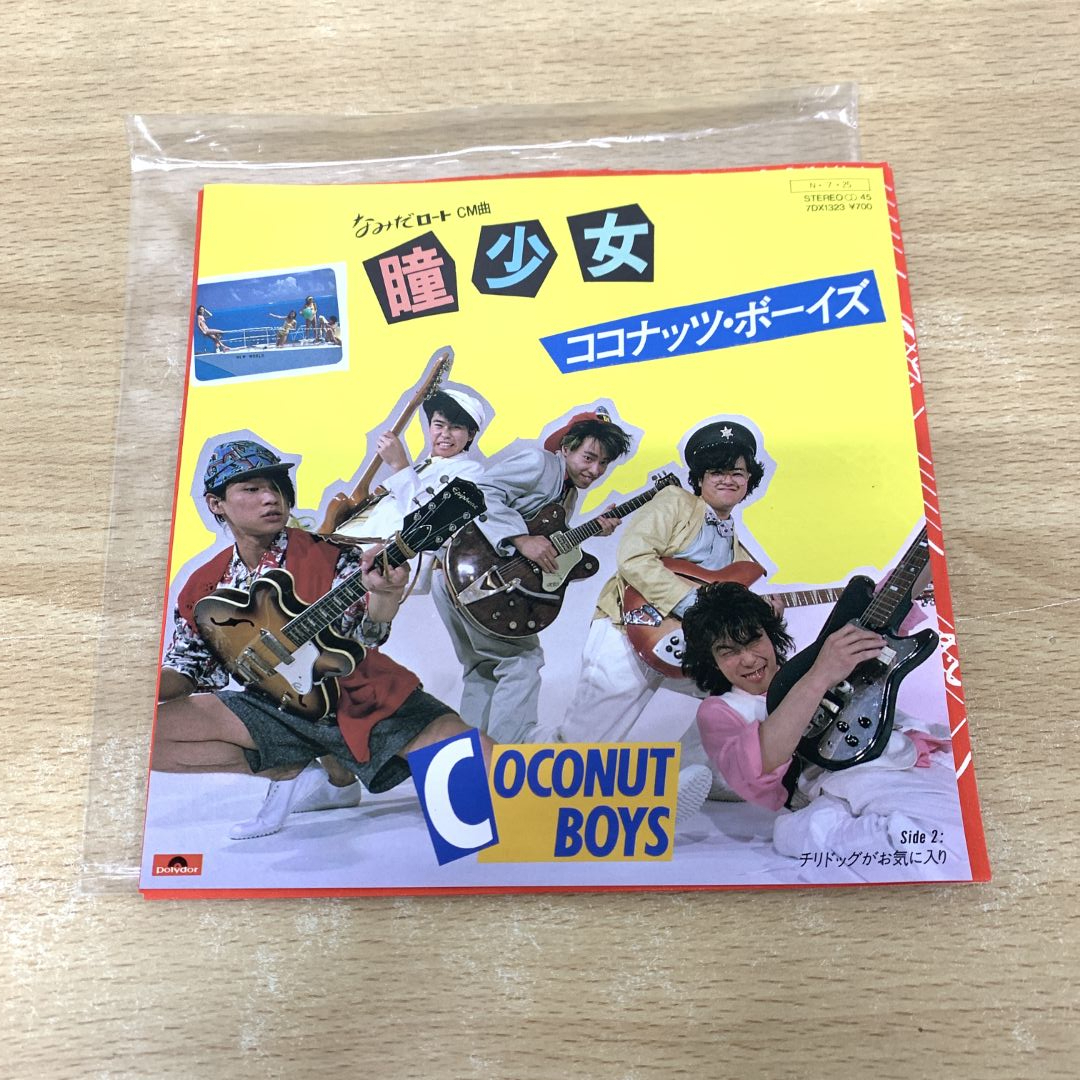 N・7・25
STEREO 45
7DX1323 ¥700
なみだロート CM曲
瞳少女
ココナッツ・ボーイズ
NEW WORLD
Epiphone
COCONUT
BOYS
Side 2:
チリドッグがお気に入り
Polydor